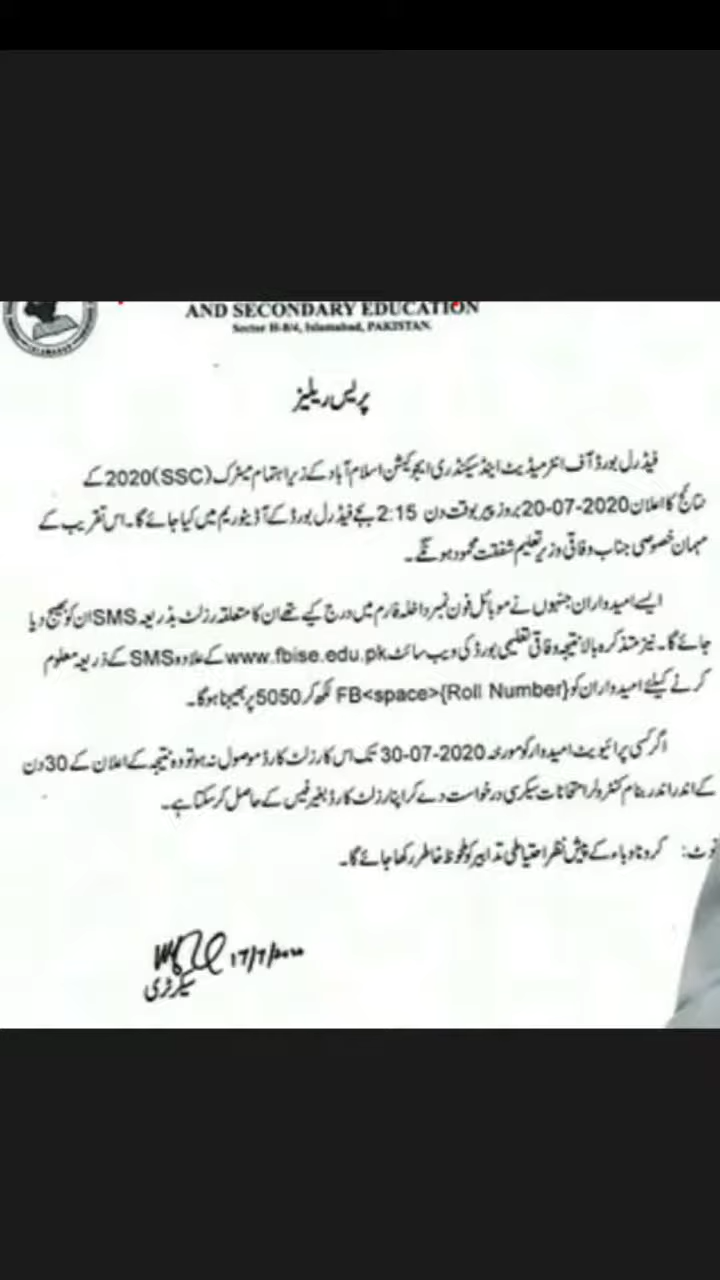 AND SECONDARY EDUCATION
Sector H-8/4, Islamabad, PAKISTAN.
پریس ریلیز
فیڈرل بورڈ آف انٹرمیڈیٹ اینڈ سیکنڈری ایجوکیشن اسلام آباد کے زیر اہتمام میٹرک (SSC) 2020 کے
نتائج کا اعلان 20-07-2020 بروز پیر بوقت دن 2:15 بجے فیڈرل بورڈ کے آڈیٹوریم میں کیا جائے گا۔ اس تقریب کے
مہمان خصوصی جناب وفاقی وزیر تعلیم شفقت محمود ہونگے۔
ایسے امیدواران جنہوں نے موبائل فون نمبر داخلہ فارم میں درج کیے تھے ان کا متعلقہ رزلٹ بذریعہ SMS ان کو بھیج دیا
جائے گا۔ نیز متذکرہ بالا نتیجہ وفاقی تعلیمی بورڈ کی ویب سائٹ www.fbise.edu.pk کے علاوہ SMS کے ذریعہ معلوم
کرنے کیلئے امیدواران کو FB<space>{Roll Number} لکھ کر 5050 پر بھیجنا ہوگا۔
اگر کسی پرائیویٹ امیدوار کو مورخہ 30-07-2020 تک اس کا رزلٹ کارڈ موصول نہ ہو تو وہ نتیجہ کے اعلان کے 30 دن
کے اندر اندر بنام کنٹرولر امتحانات سیکریسی درخواست دے کر اپنا رزلٹ کارڈ بغیر فیس کے حاصل کر سکتا ہے۔
نوٹ: کرونا وباء کے پیش نظر احتیاطی تدابیر کو ملحوظ خاطر رکھا جائے گا۔
17/7/2020
سیکرٹری